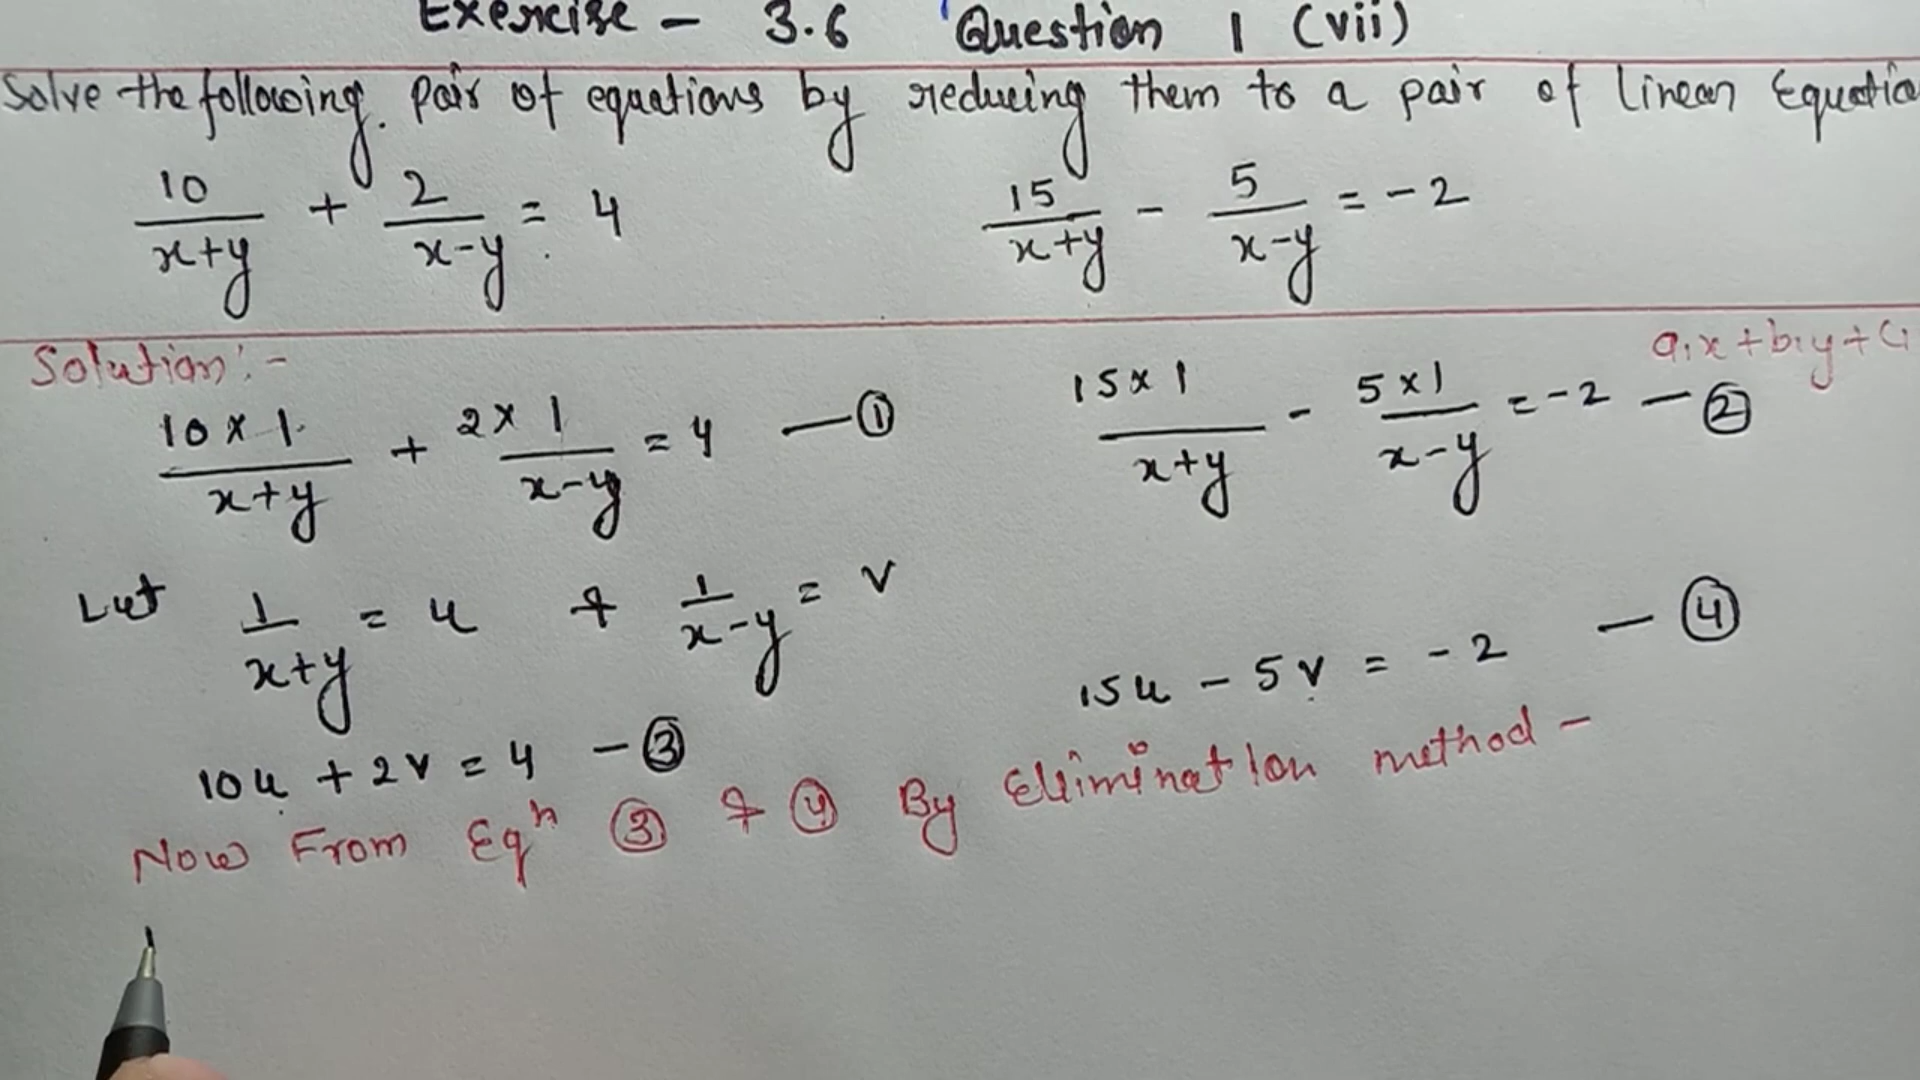 Exercise - 3.6 Question 1 (vii)
Solve the following pair of equations by reducing them to a pair of linear Equatio
10/(x+y) + 2/(x-y) = 4
15/(x+y) - 5/(x-y) = -2
Solution:-
a₁x+b₁y+c₁
(10×1)/(x+y) + (2×1)/(x-y) = 4 —①
(15×1)/(x+y) - (5×1)/(x-y) = -2 —②
Let 1/(x+y) = u & 1/(x-y) = v
15u - 5v = -2 —④
10u + 2v = 4 —③
Now From Eqⁿ ③ & ④ By Elimination method -